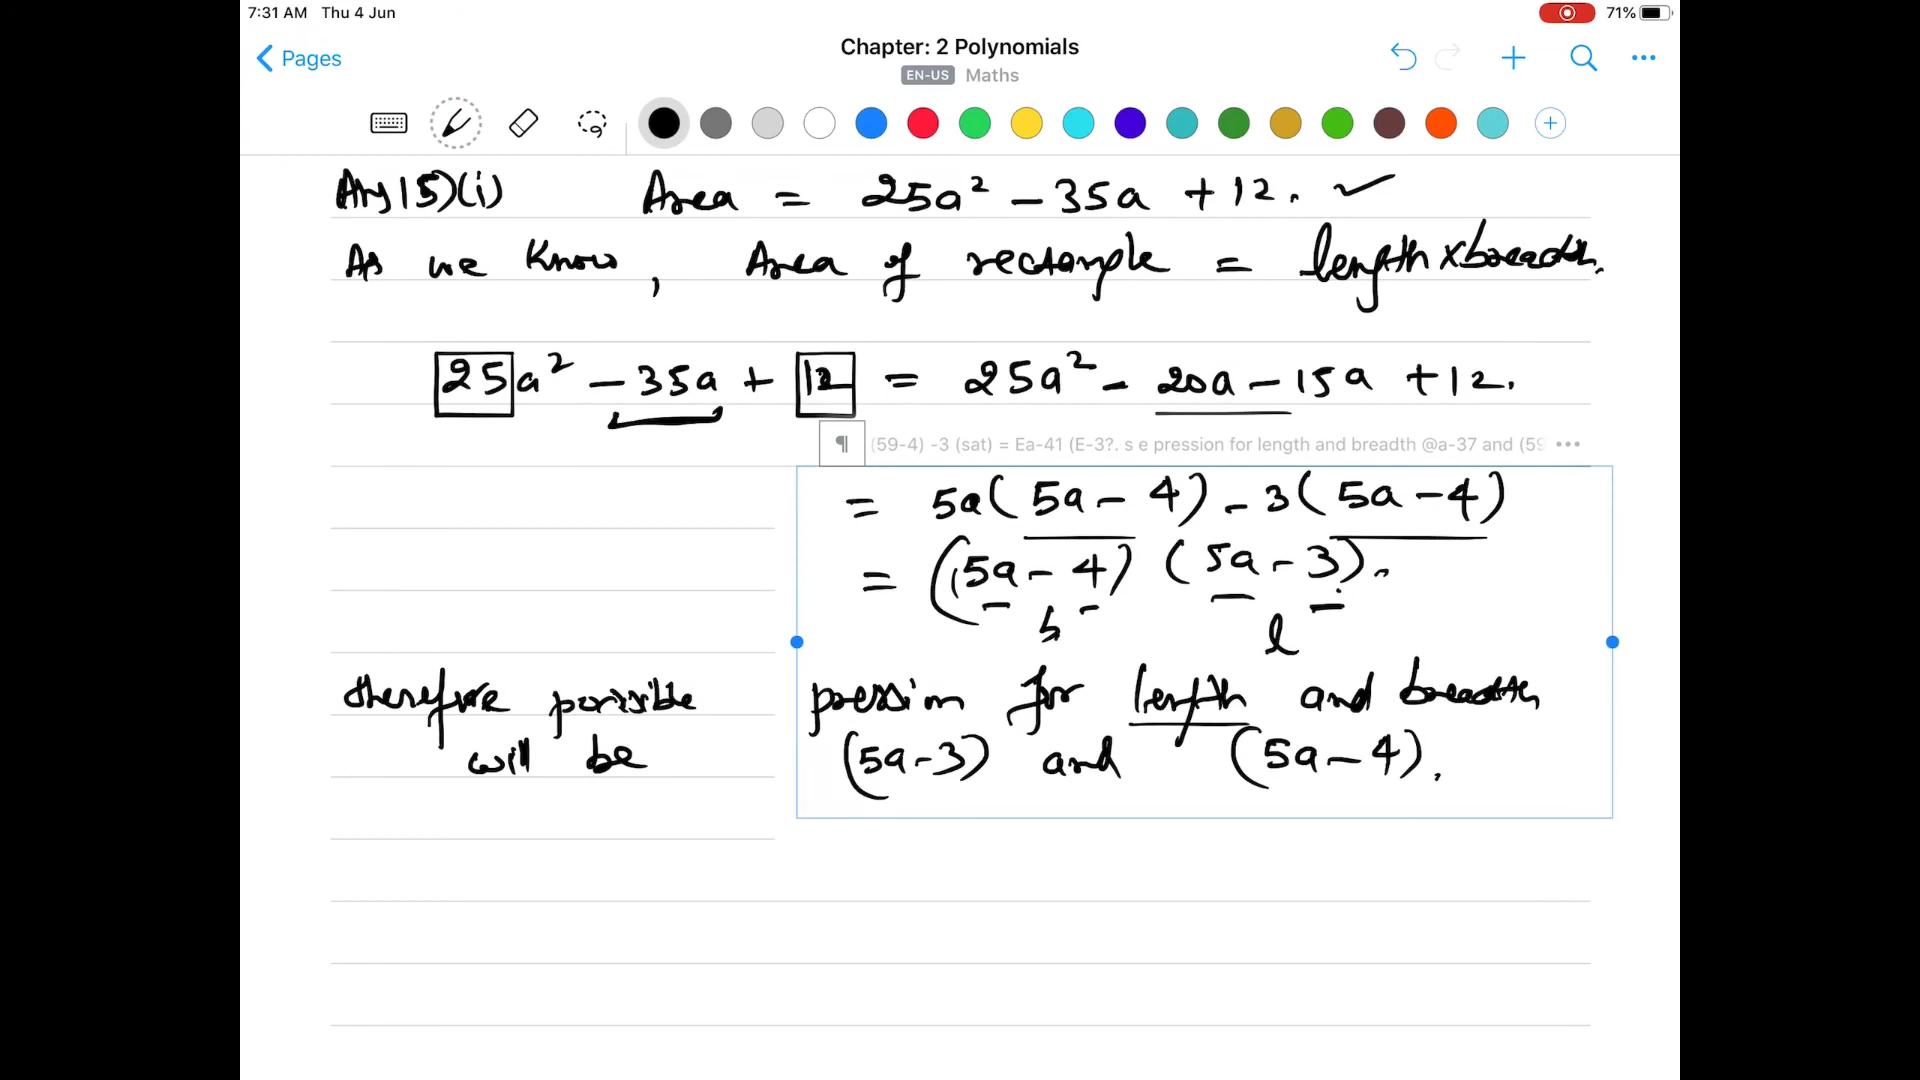 7:31 AM Thu 4 Jun 71%
Pages Chapter: 2 Polynomials
EN-US Maths
Ans 15)(i) Area = 25a² - 35a + 12.
As we know, Area of rectangle = length × breadth.
25a² - 35a + 12 = 25a² - 20a - 15a + 12.
¶ (59-4) -3 (sat) = Ea-41 (E-3?. s e pression for length and breadth @a-37 and (59 •••
= 5a(5a - 4) - 3(5a - 4)
= (5a - 4) (5a - 3).
b l
therefore possible pression for length and breadth
will be (5a-3) and (5a-4).